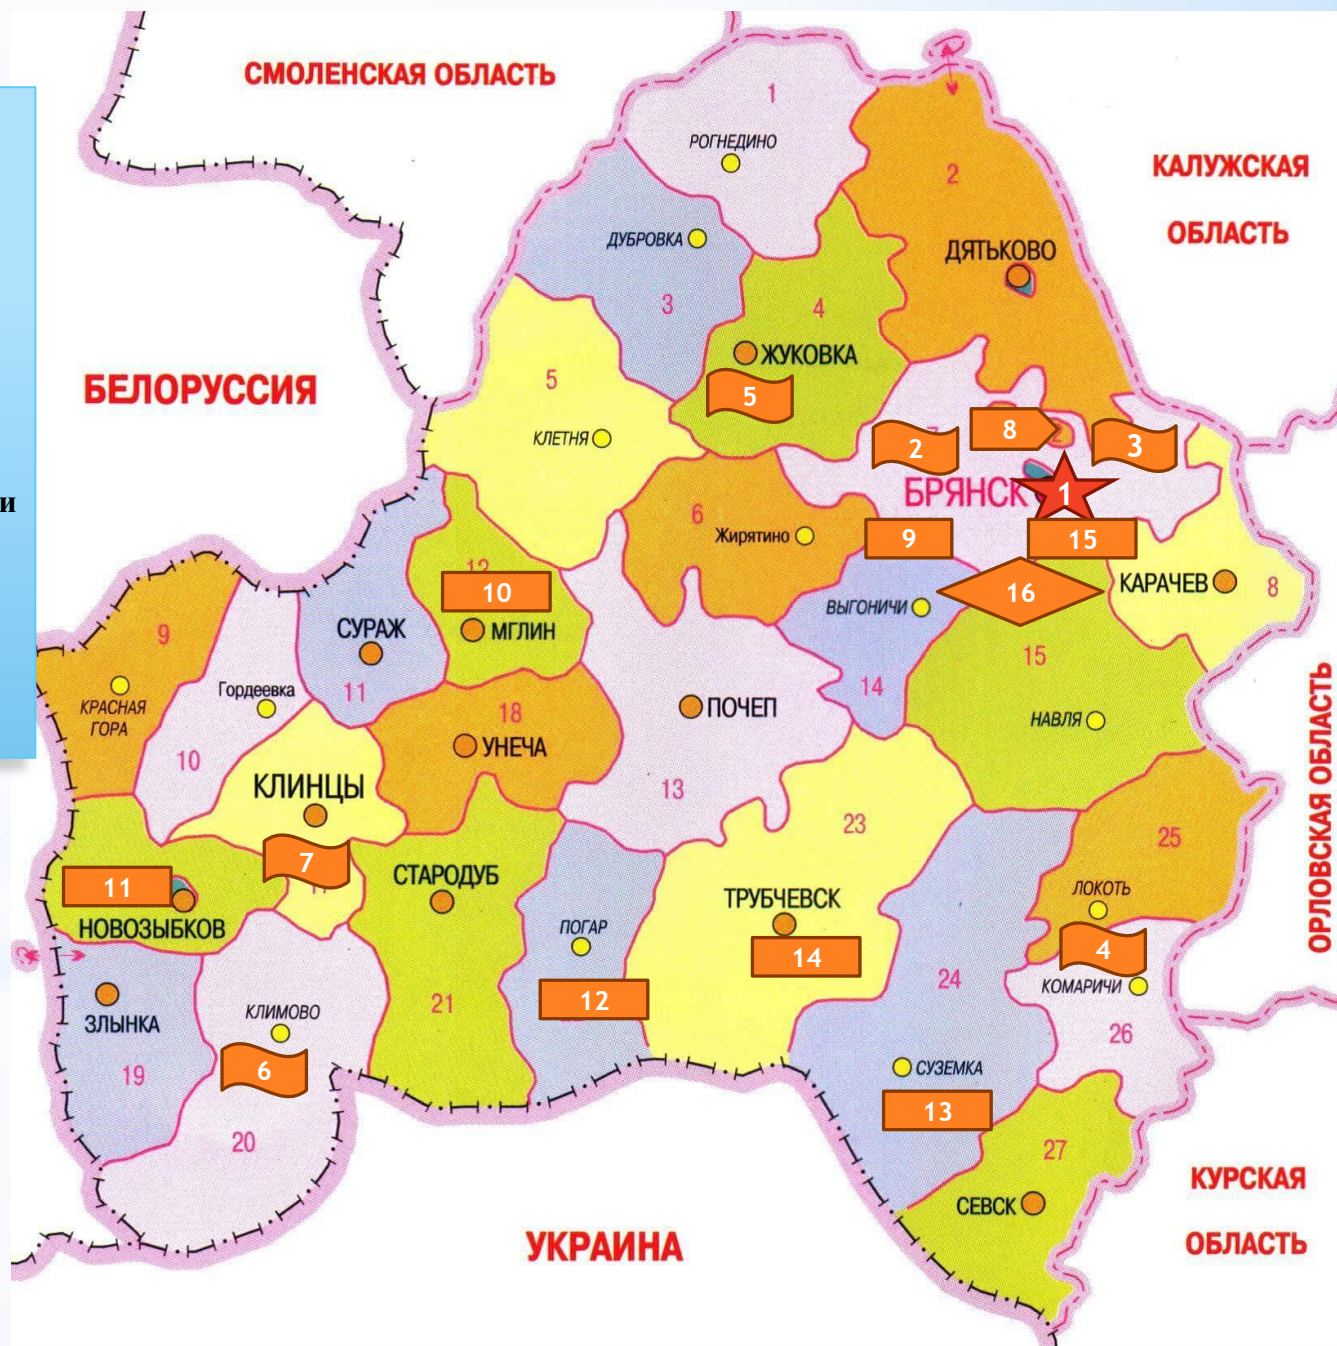 СМОЛЕНСКАЯ ОБЛАСТЬ
1
РОГНЕДИНО
КАЛУЖСКАЯ
ОБЛАСТЬ
2
ДУБРОВКА
ДЯТЬКОВО
3
4
ЖУКОВКА
БЕЛОРУССИЯ
5
5
КЛЕТНЯ
2
8
3
БРЯНСК
1
и
6
Жирятино
9
15
12
10
16
КАРАЧЕВ
8
ВЫГОНИЧИ
СУРАЖ
МГЛИН
9
15
11
14
КРАСНАЯ
ГОРА
Гордеевка
18
ПОЧЕП
НАВЛЯ
УНЕЧА
10
КЛИНЦЫ
13
23
25
ОРЛОВСКАЯ ОБЛАСТЬ
7
11
СТАРОДУБ
ТРУБЧЕВСК
ЛОКОТЬ
НОВОЗЫБКОВ
ПОГАР
4
14
24
КОМАРИЧИ
ЗЛЫНКА
КЛИМОВО
21
12
26
19
6
СУЗЕМКА
13
20
27
КУРСКАЯ
ОБЛАСТЬ
СЕВСК
УКРАИНА